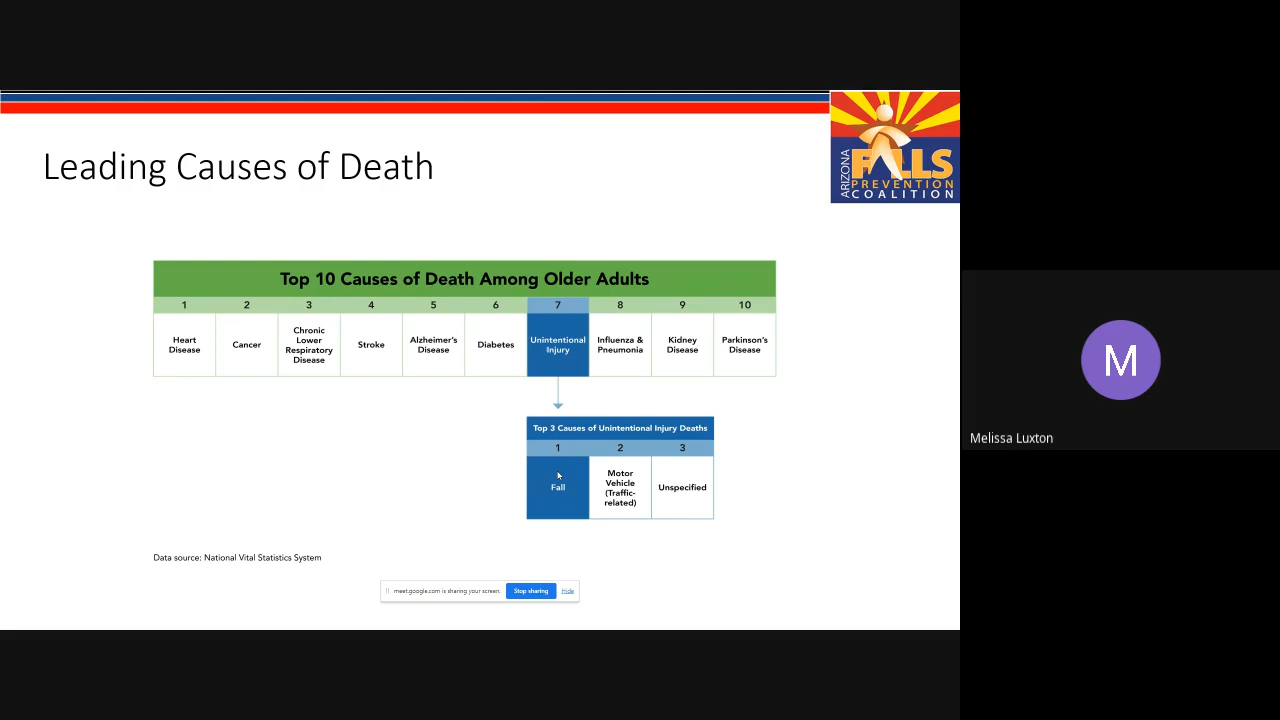 Leading Causes of Death
ARIZONA
FALLS
PREVENTION
COALITION
Top 10 Causes of Death Among Older Adults
1 2 3 4 5 6 7 8 9 10
Heart
Disease
Cancer
Chronic
Lower
Respiratory
Disease
Stroke
Alzheimer's
Disease
Diabetes
Unintentional
Injury
Influenza &
Pneumonia
Kidney
Disease
Parkinson's
Disease
Top 3 Causes of Unintentional Injury Deaths
1 2 3
Fall
Motor
Vehicle
(Traffic-
related)
Unspecified
Data source: National Vital Statistics System
meet.google.com is sharing your screen. Stop sharing Hide
M
Melissa Luxton